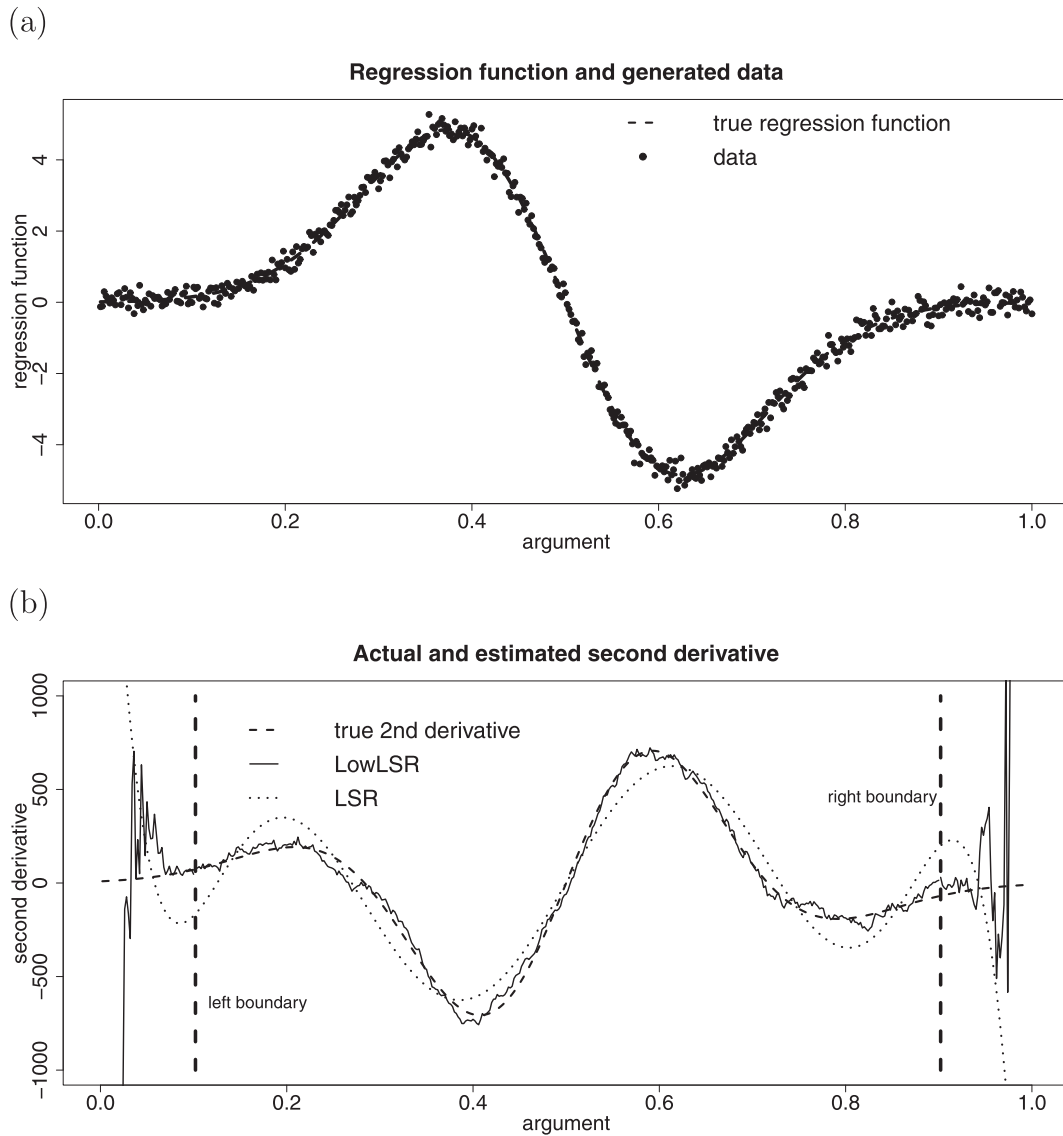 (a)
Regression function and generated data
true regression function
data
regression function
4
2
0
−2
−4
0.0 0.2 0.4 0.6 0.8 1.0
argument
(b)
Actual and estimated second derivative
true 2nd derivative
LowLSR
LSR
right boundary
left boundary
second derivative
1000
500
0
−500
−1000
0.0 0.2 0.4 0.6 0.8 1.0
argument